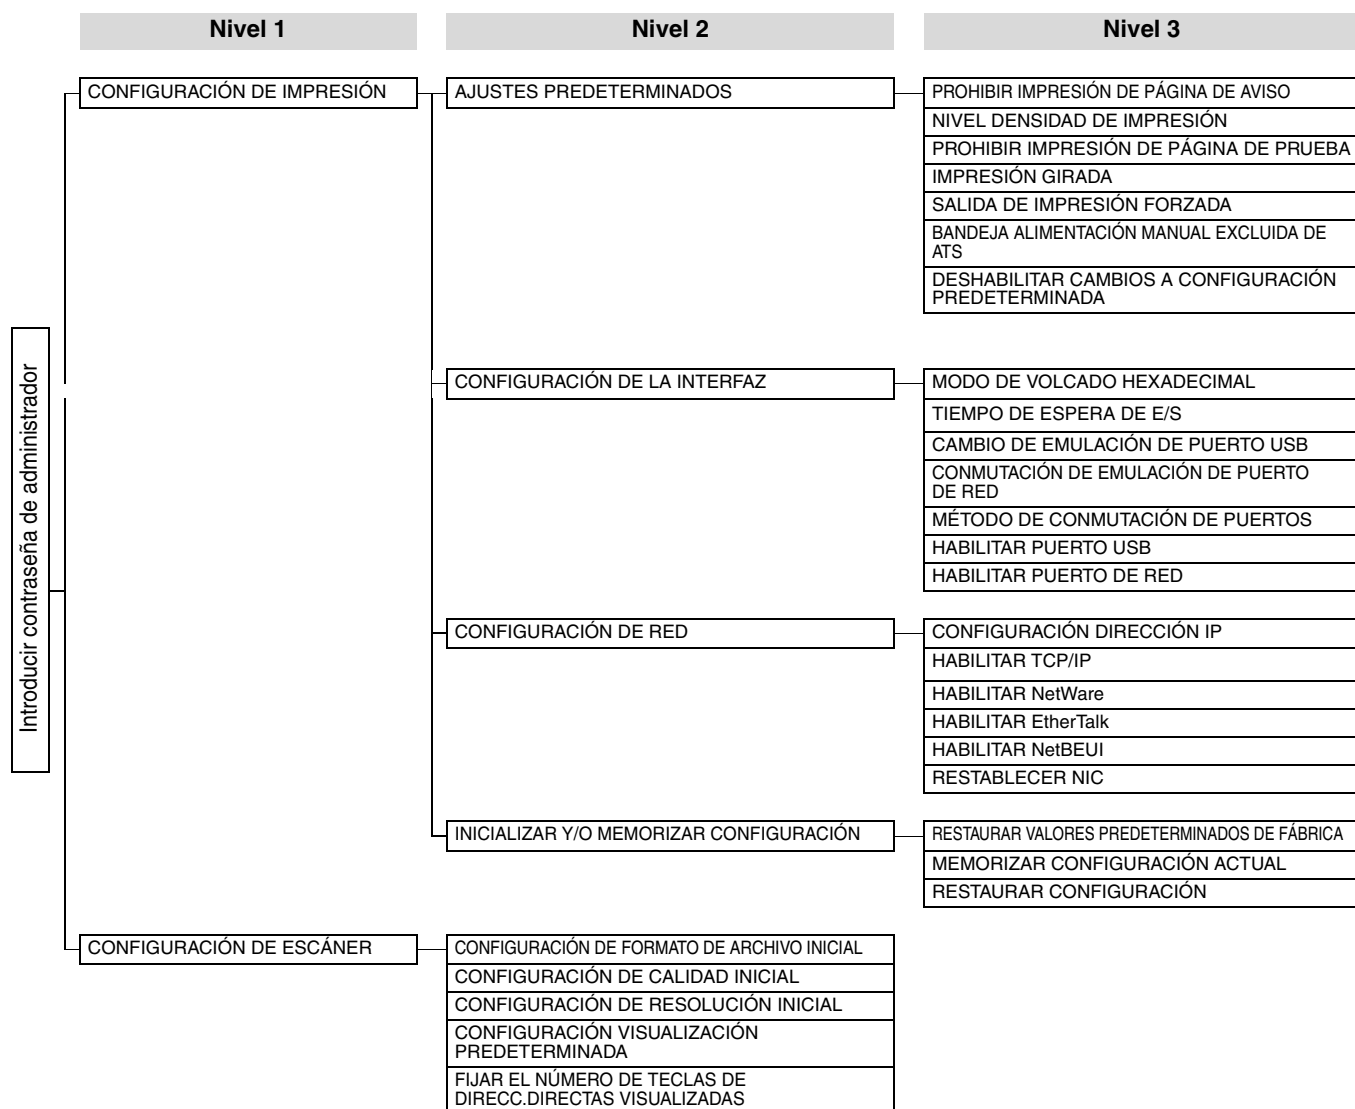 Nivel 1
Nivel 2
Nivel 3
Introducir contraseña de administrador
CONFIGURACIÓN DE IMPRESIÓN
AJUSTES PREDETERMINADOS
PROHIBIR IMPRESIÓN DE PÁGINA DE AVISO
NIVEL DENSIDAD DE IMPRESIÓN
PROHIBIR IMPRESIÓN DE PÁGINA DE PRUEBA
IMPRESIÓN GIRADA
SALIDA DE IMPRESIÓN FORZADA
BANDEJA ALIMENTACIÓN MANUAL EXCLUIDA DE
ATS
DESHABILITAR CAMBIOS A CONFIGURACIÓN
PREDETERMINADA
CONFIGURACIÓN DE LA INTERFAZ
MODO DE VOLCADO HEXADECIMAL
TIEMPO DE ESPERA DE E/S
CAMBIO DE EMULACIÓN DE PUERTO USB
CONMUTACIÓN DE EMULACIÓN DE PUERTO
DE RED
MÉTODO DE CONMUTACIÓN DE PUERTOS
HABILITAR PUERTO USB
HABILITAR PUERTO DE RED
CONFIGURACIÓN DE RED
CONFIGURACIÓN DIRECCIÓN IP
HABILITAR TCP/IP
HABILITAR NetWare
HABILITAR EtherTalk
HABILITAR NetBEUI
RESTABLECER NIC
INICIALIZAR Y/O MEMORIZAR CONFIGURACIÓN
RESTAURAR VALORES PREDETERMINADOS DE FÁBRICA
MEMORIZAR CONFIGURACIÓN ACTUAL
RESTAURAR CONFIGURACIÓN
CONFIGURACIÓN DE ESCÁNER
CONFIGURACIÓN DE FORMATO DE ARCHIVO INICIAL
CONFIGURACIÓN DE CALIDAD INICIAL
CONFIGURACIÓN DE RESOLUCIÓN INICIAL
CONFIGURACIÓN VISUALIZACIÓN
PREDETERMINADA
FIJAR EL NÚMERO DE TECLAS DE
DIRECC.DIRECTAS VISUALIZADAS